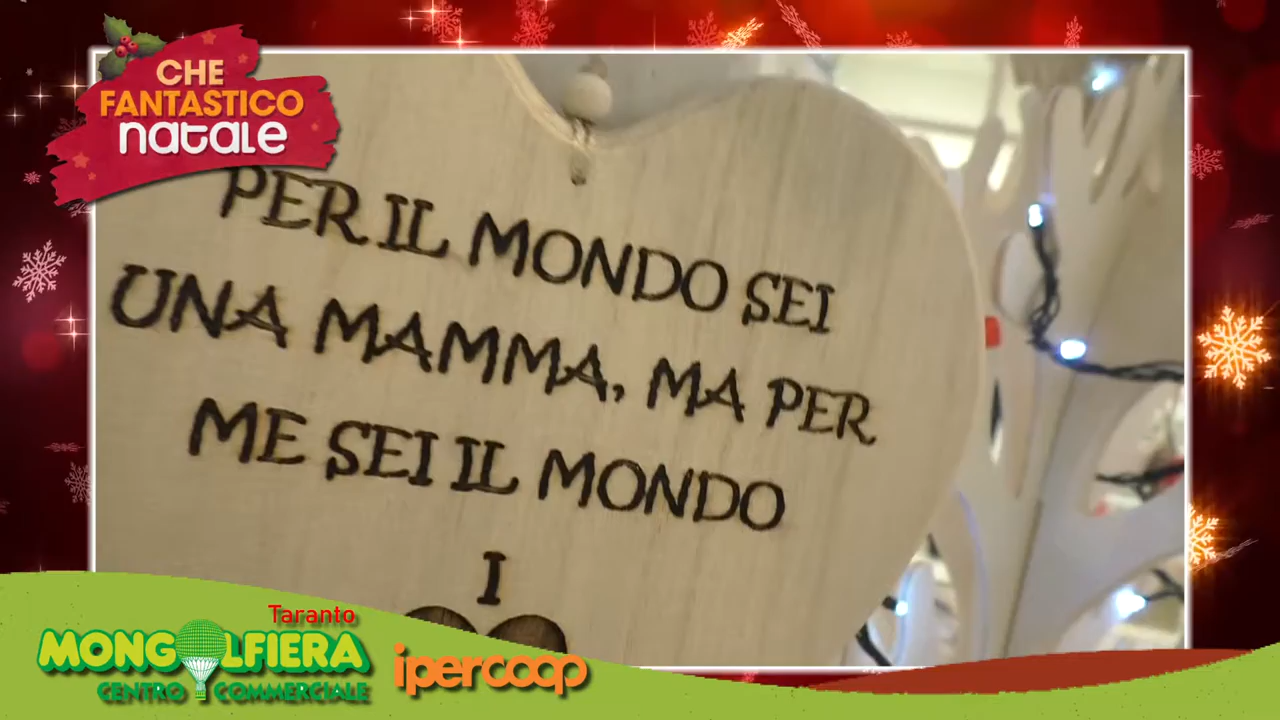 CHE
FANTASTICO
natale
PER IL MONDO SEI
UNA MAMMA, MA PER
ME SEI IL MONDO
I
Taranto
MONGOLFIERA
CENTRO COMMERCIALE
ipercoop